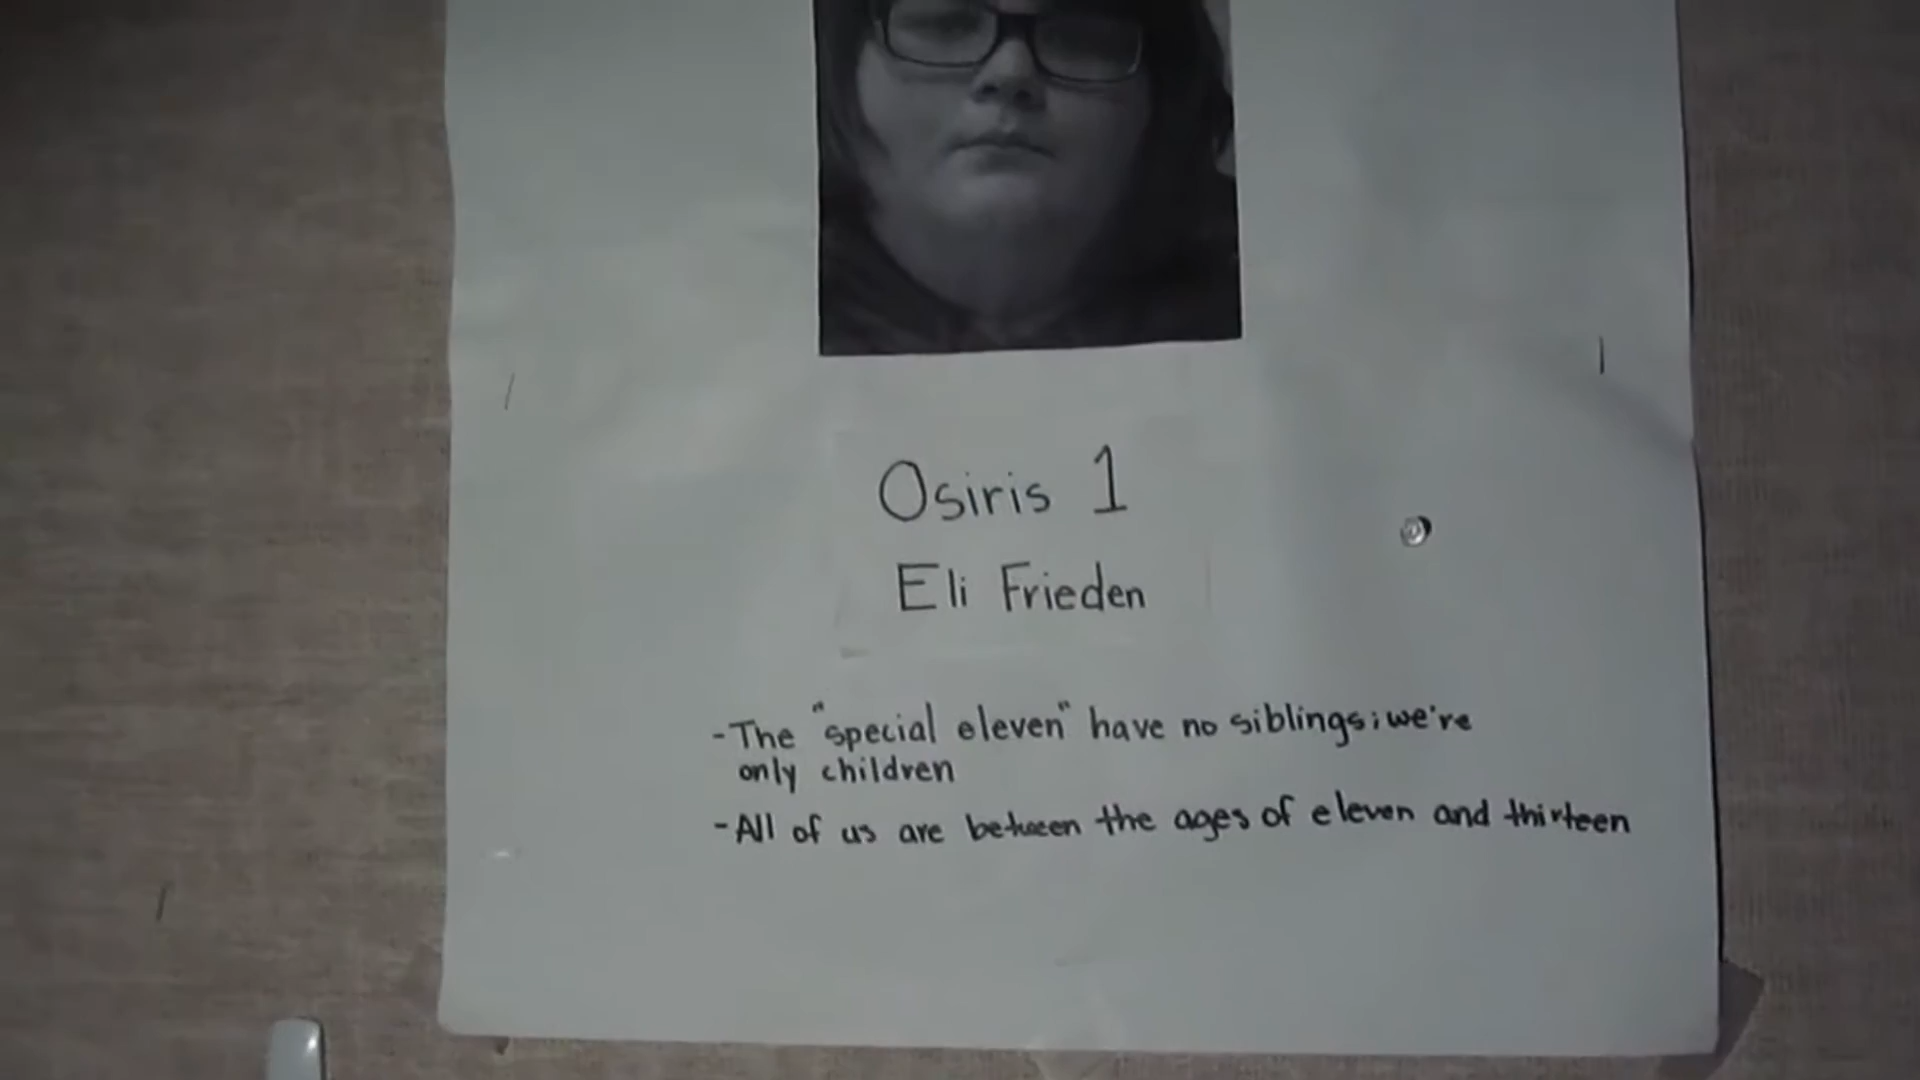 Osiris 1
Eli Frieden
-The "special eleven" have no siblings; we're
only children
-All of us are between the ages of eleven and thirteen